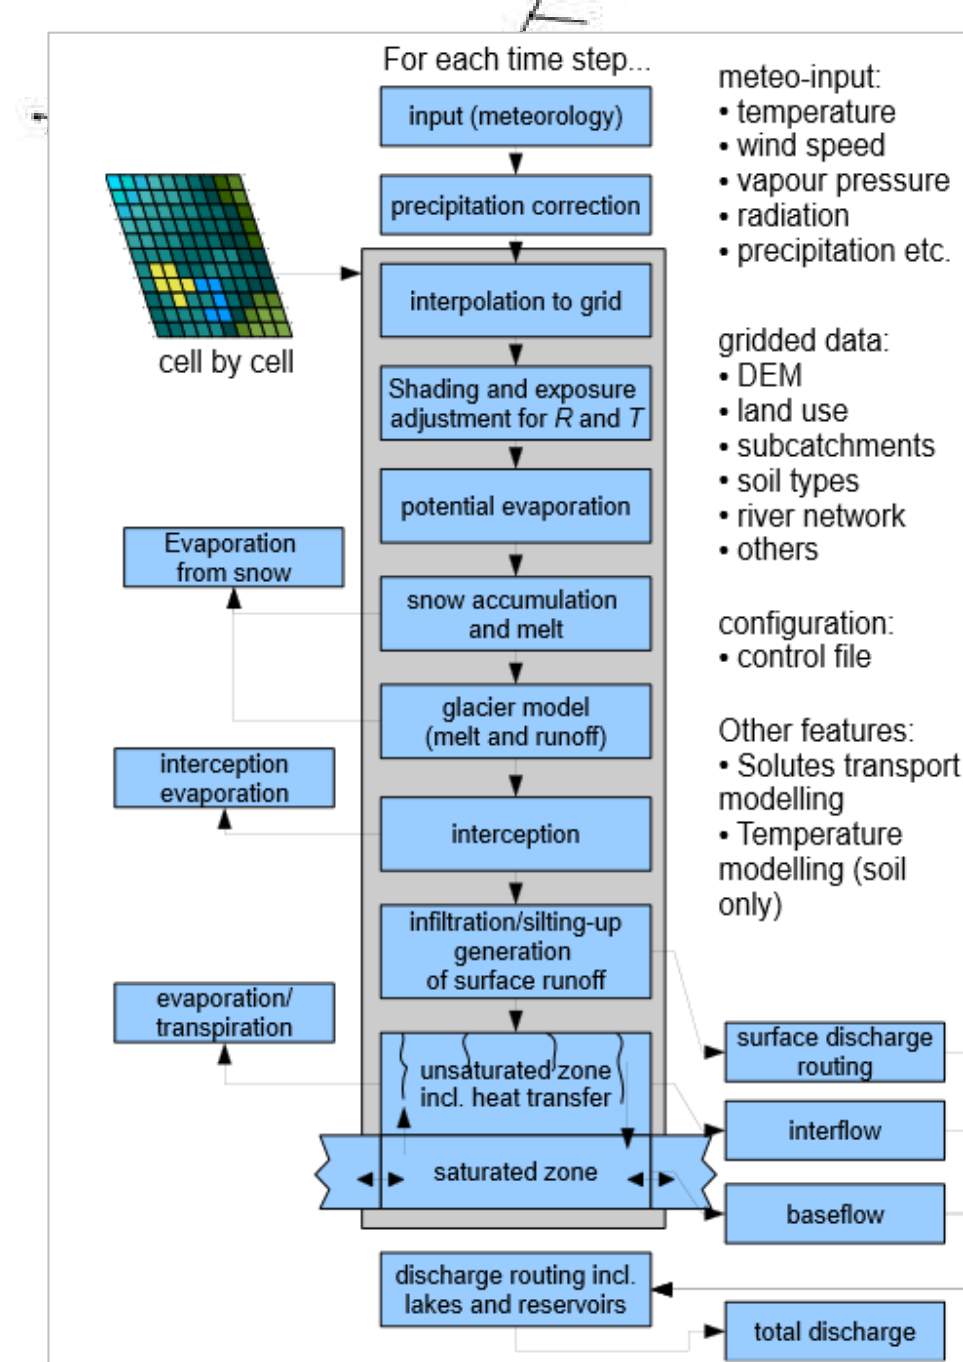 For each time step...
input (meteorology)
precipitation correction
interpolation to grid
cell by cell
Shading and exposure
adjustment for R and T
potential evaporation
Evaporation
from snow
snow accumulation
and melt
glacier model
(melt and runoff)
interception
evaporation
interception
infiltration/silting-up
generation
of surface runoff
evaporation/
transpiration
unsaturated zone
incl. heat transfer
saturated zone
surface discharge
routing
interflow
baseflow
discharge routing incl.
lakes and reservoirs
total discharge
meteo-input:
• temperature
• wind speed
• vapour pressure
• radiation
• precipitation etc.
gridded data:
• DEM
• land use
• subcatchments
• soil types
• river network
• others
configuration:
• control file
Other features:
• Solutes transport
modelling
• Temperature
modelling (soil
only)